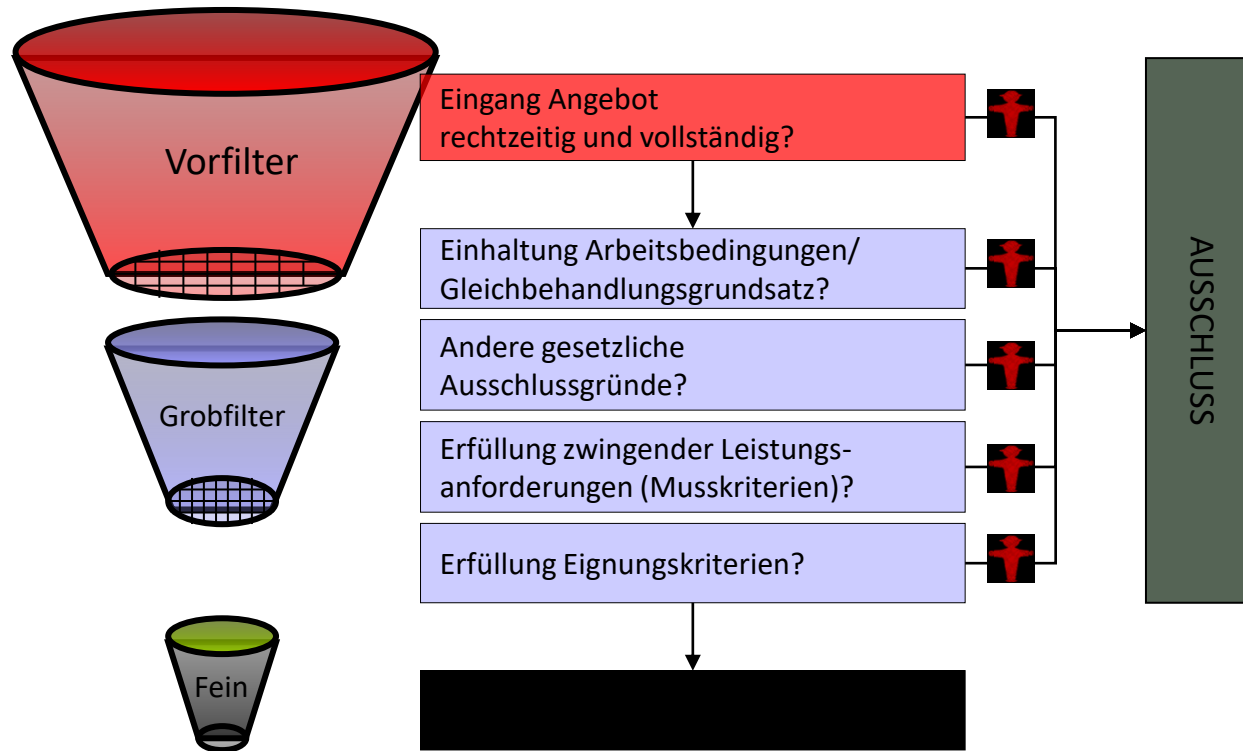 Vorfilter
Eingang Angebot
rechtzeitig und vollständig?
Einhaltung Arbeitsbedingungen/
Gleichbehandlungsgrundsatz?
Andere gesetzliche
Ausschlussgründe?
Grobfilter
Erfüllung zwingender Leistungs-
anforderungen (Musskriterien)?
Erfüllung Eignungskriterien?
Fein
AUSSCHLUSS